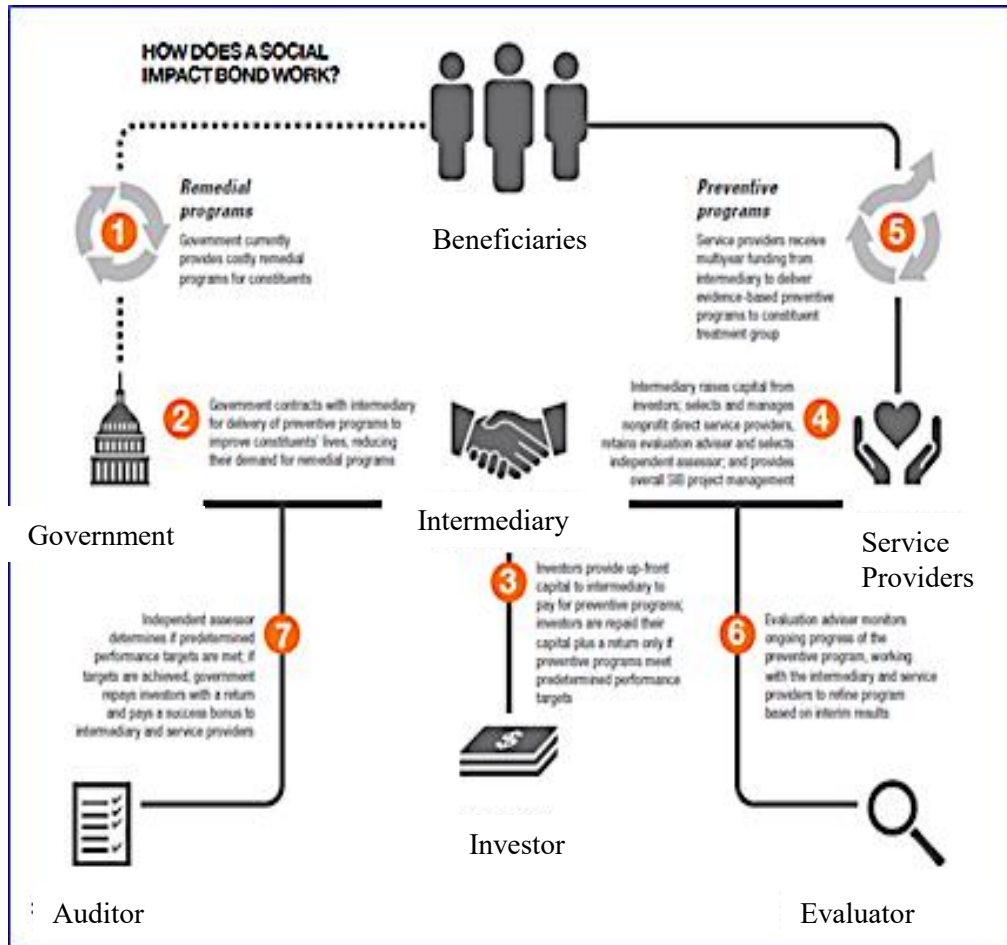 HOW DOES A SOCIAL
IMPACT BOND WORK?
Beneficiaries
1
Remedial
programs
Government currently
provides costly remedial
programs for constituents
Preventive
programs
Service providers receive
multiyear funding from
intermediary to deliver
evidence-based preventive
programs to constituent
treatment group
5
2
Government contracts with intermediary
for delivery of preventive programs to
improve constituents' lives, reducing
their demand for remedial programs
Intermediary raises capital from
investors; selects and manages
nonprofit direct service providers,
retains evaluation adviser and selects
independent assessor; and provides
overall SIB project management
4
Government
Intermediary
Service
Providers
Independent assessor
determines if predetermined
performance targets are met; if
targets are achieved, government
repays investors with a return
and pays a success bonus to
intermediary and service providers
7
3
Investors provide up-front
capital to intermediary to
pay for preventive programs;
investors are repaid their
capital plus a return only if
preventive programs meet
predetermined performance
targets
6
Evaluation adviser monitors
ongoing progress of the
preventive program, working
with the intermediary and service
providers to refine program
based on interim results
$
Investor
: Auditor
Evaluator